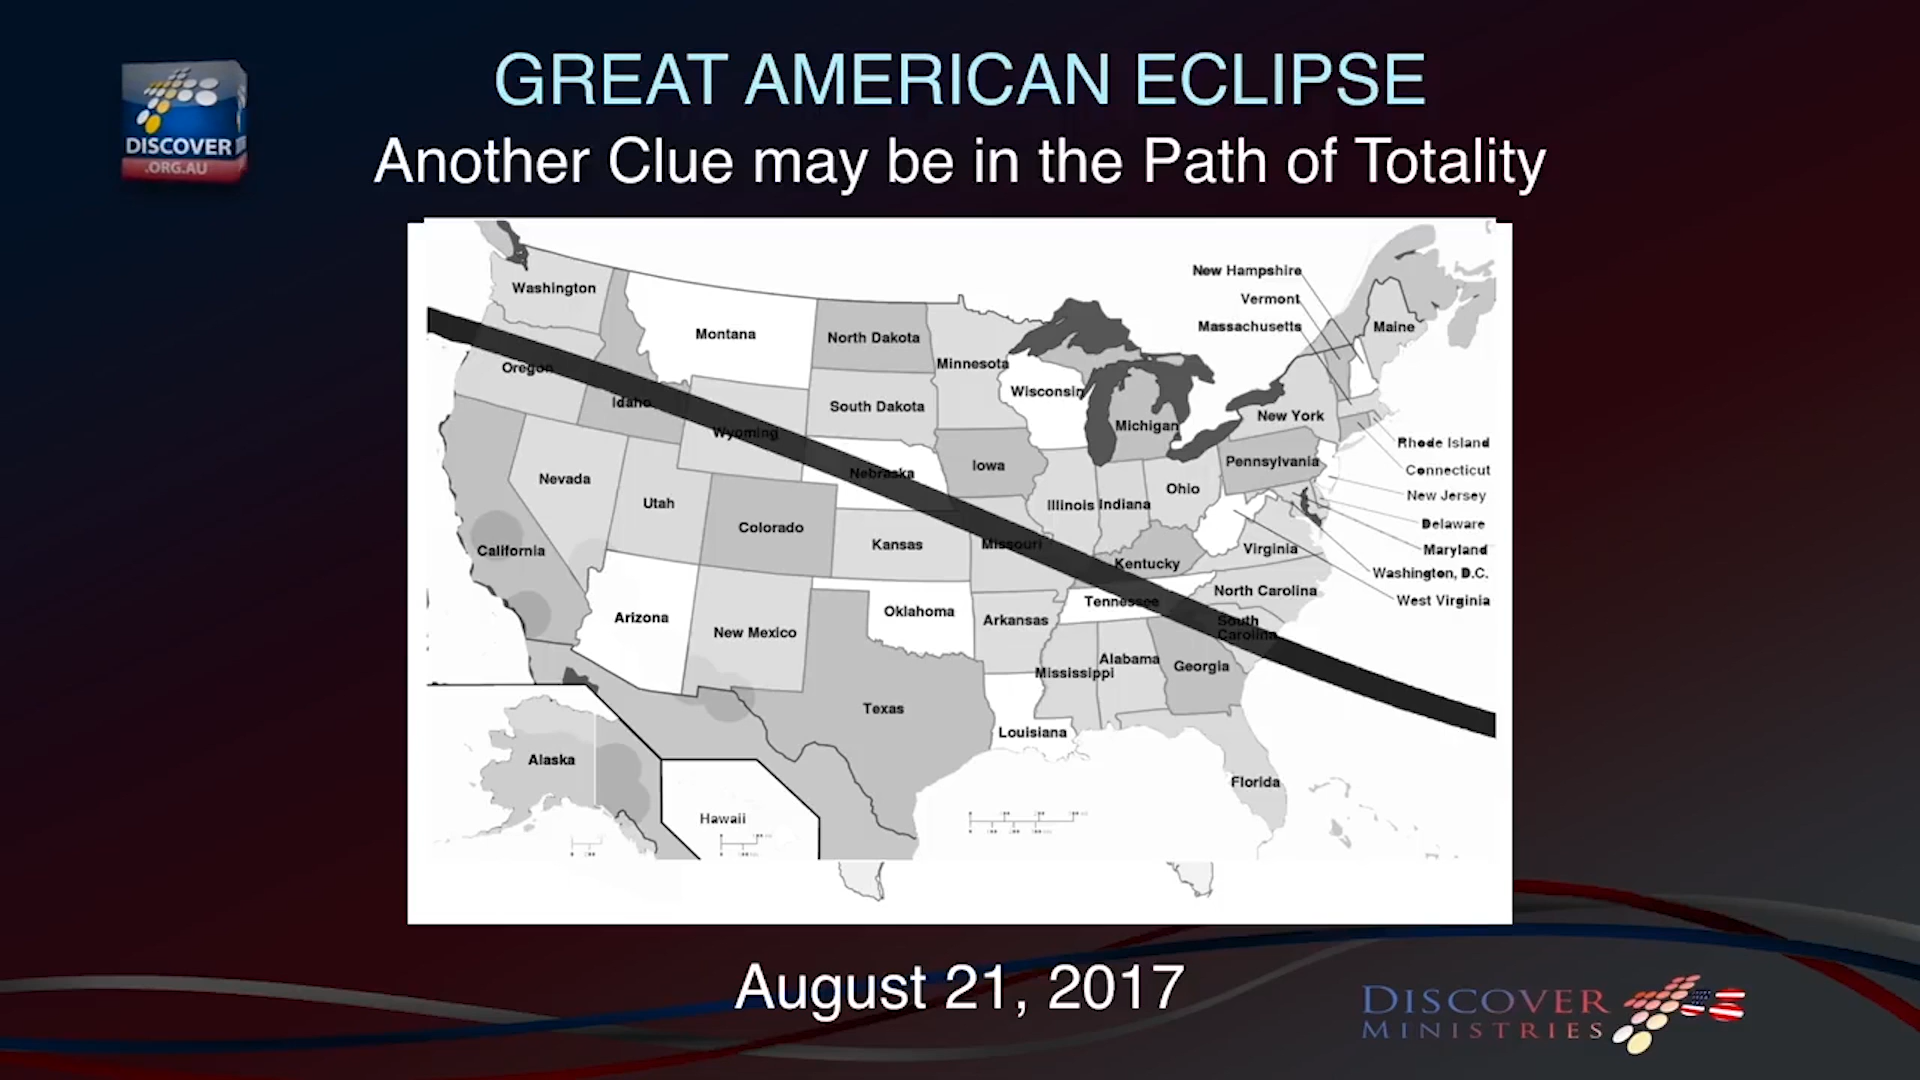 GREAT AMERICAN ECLIPSE
Another Clue may be in the Path of Totality
DISCOVER
.ORG.AU
Washington
Montana
North Dakota
Minnesota
Wisconsin
Michigan
New Hampshire
Vermont
Massachusetts
Maine
Oregon
Idaho
Wyoming
South Dakota
Nebraska
Iowa
New York
Pennsylvania
Rhode Island
Connecticut
New Jersey
Delaware
Maryland
Washington, D.C.
West Virginia
Nevada
Utah
Colorado
Kansas
Missouri
Illinois
Indiana
Ohio
Kentucky
Virginia
California
Arizona
New Mexico
Oklahoma
Arkansas
Tennessee
North Carolina
South
Carolina
Mississippi
Alabama
Georgia
Texas
Louisiana
Florida
Alaska
Hawaii
August 21, 2017
DISCOVER
MINISTRIES